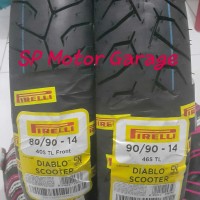 SP Motor Garage
PIRELLI
80/90 - 14
40S TL Front
DIABLO
SCOOTER
PIRELLI
90/90 - 14
46S TL
DIABLO
SCOOTER